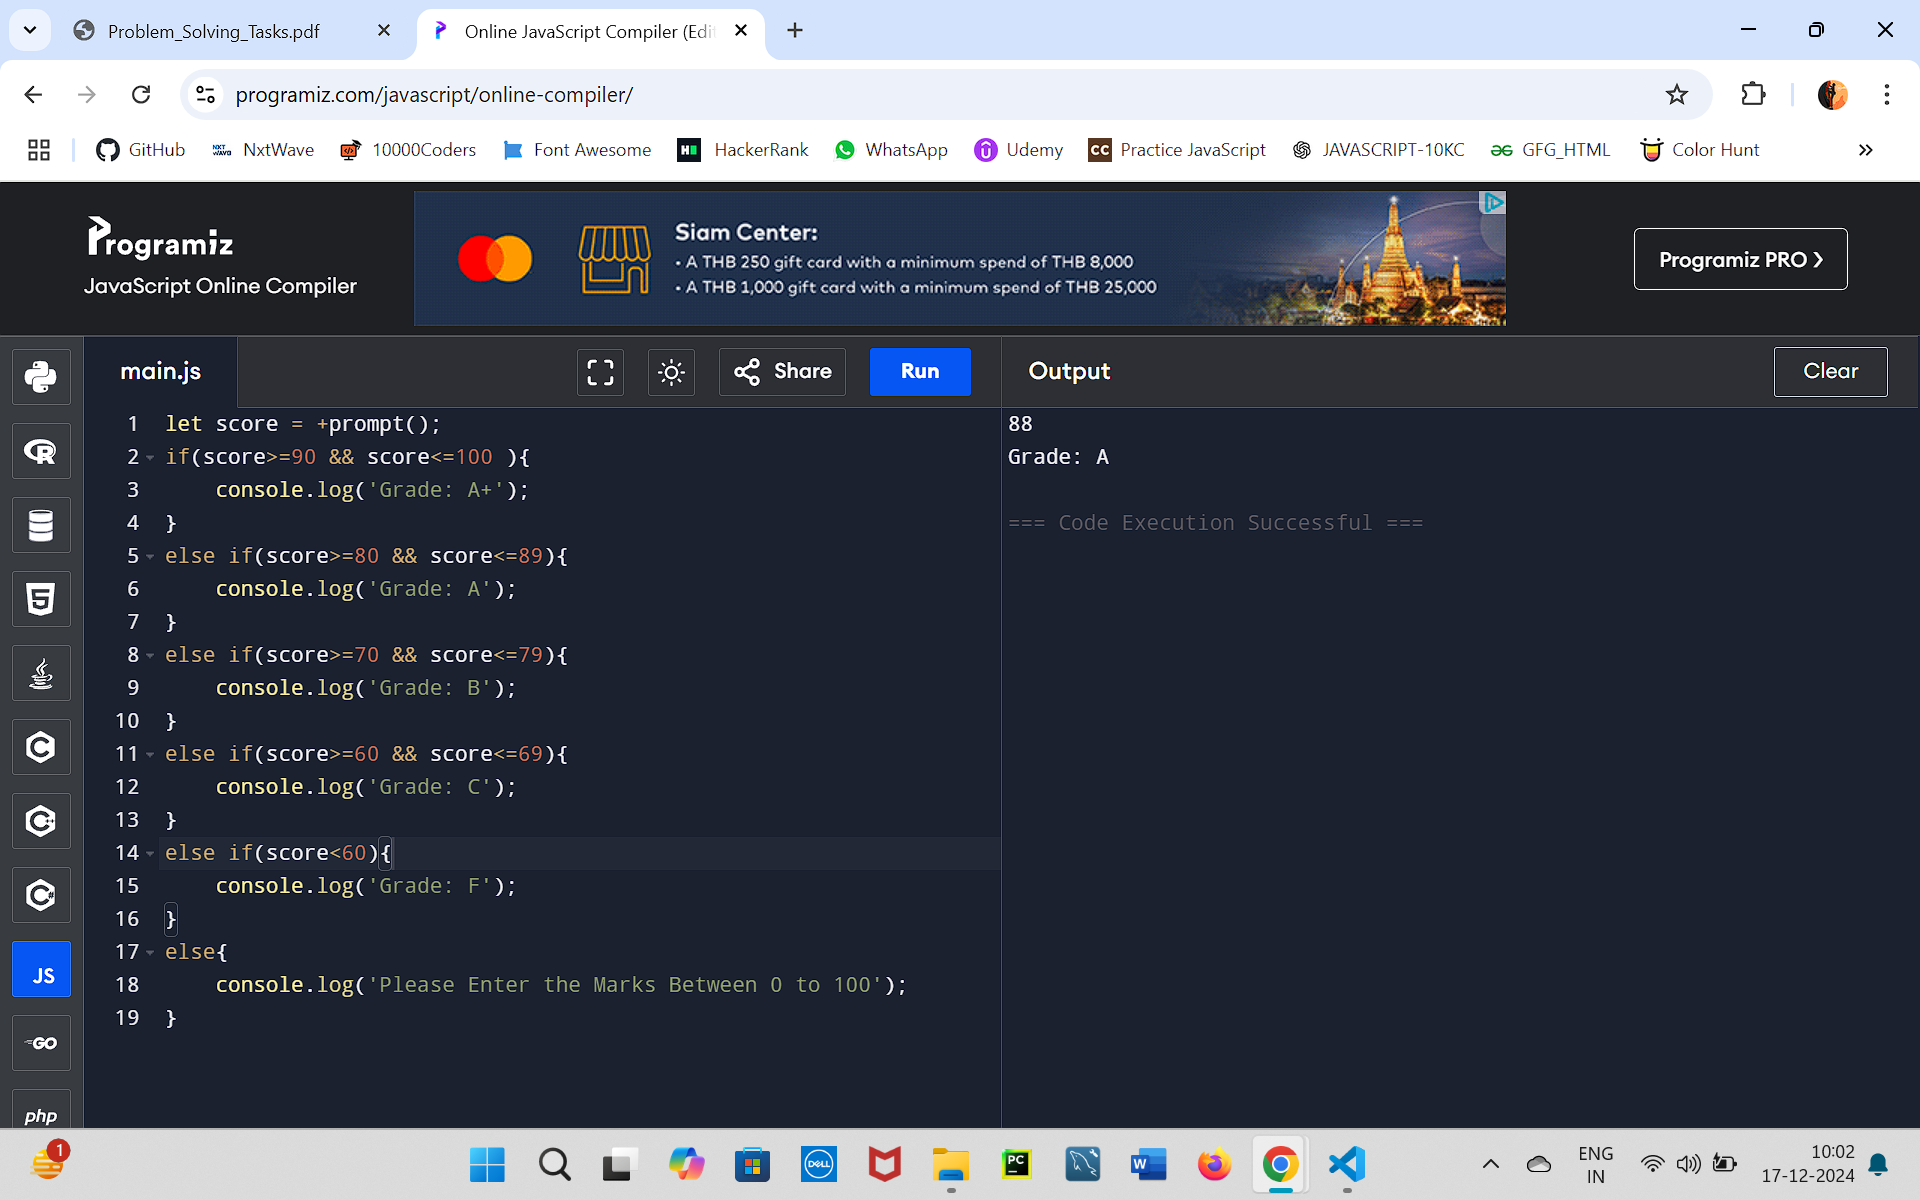 Problem_Solving_Tasks.pdf
Online JavaScript Compiler (Edi
programiz.com/javascript/online-compiler/
GitHub
NxtWave
10000Coders
Font Awesome
HackerRank
WhatsApp
Udemy
CC Practice JavaScript
JAVASCRIPT-10KC
GFG_HTML
Color Hunt
Programiz
JavaScript Online Compiler
Siam Center:
• A THB 250 gift card with a minimum spend of THB 8,000
• A THB 1,000 gift card with a minimum spend of THB 25,000
Programiz PRO ❯
main.js
Share
Run
Output
Clear
1 let score = +prompt();
2 if(score>=90 && score<=100 ){
3     console.log('Grade: A+');
4 }
5 else if(score>=80 && score<=89){
6     console.log('Grade: A');
7 }
8 else if(score>=70 && score<=79){
9     console.log('Grade: B');
10 }
11 else if(score>=60 && score<=69){
12     console.log('Grade: C');
13 }
14 else if(score<60){
15     console.log('Grade: F');
16 }
17 else{
18     console.log('Please Enter the Marks Between 0 to 100');
19 }
88
Grade: A
=== Code Execution Successful ===
JS
GO
php
1
DELL
PC
W
ENG
IN
10:02
17-12-2024